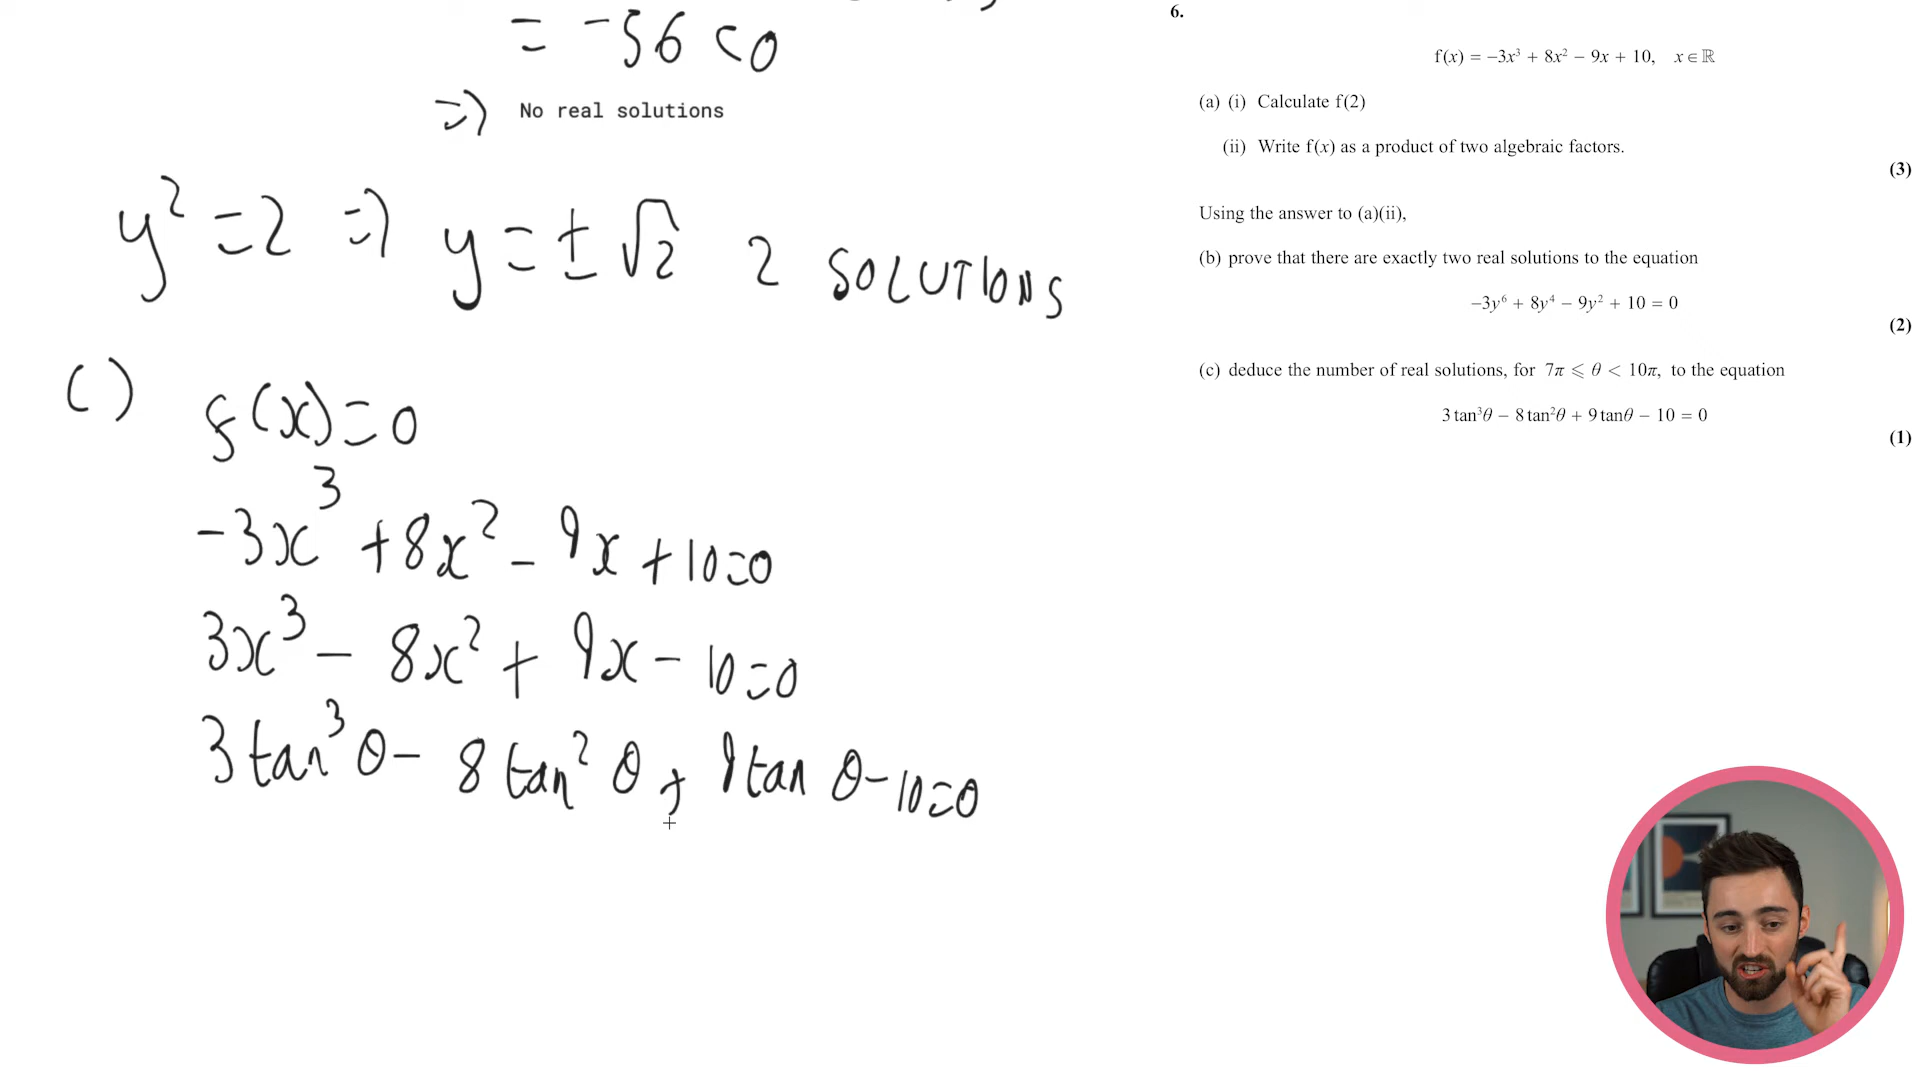 = -56 < 0
=> No real solutions
y² = 2 => y = ± √2 2 SOLUTIONS
C) f(x) = 0
-3x³ + 8x² - 9x + 10 = 0
3x³ - 8x² + 9x - 10 = 0
3 tan³ θ - 8 tan² θ + 9 tan θ - 10 = 0
6.
f(x) = −3x³ + 8x² − 9x + 10, x ∈ ℝ
(a) (i) Calculate f(2)
(ii) Write f(x) as a product of two algebraic factors.
(3)
Using the answer to (a)(ii),
(b) prove that there are exactly two real solutions to the equation
−3y⁶ + 8y⁴ − 9y² + 10 = 0
(2)
(c) deduce the number of real solutions, for 7π ⩽ θ < 10π, to the equation
3 tan³θ − 8 tan²θ + 9 tanθ − 10 = 0
(1)